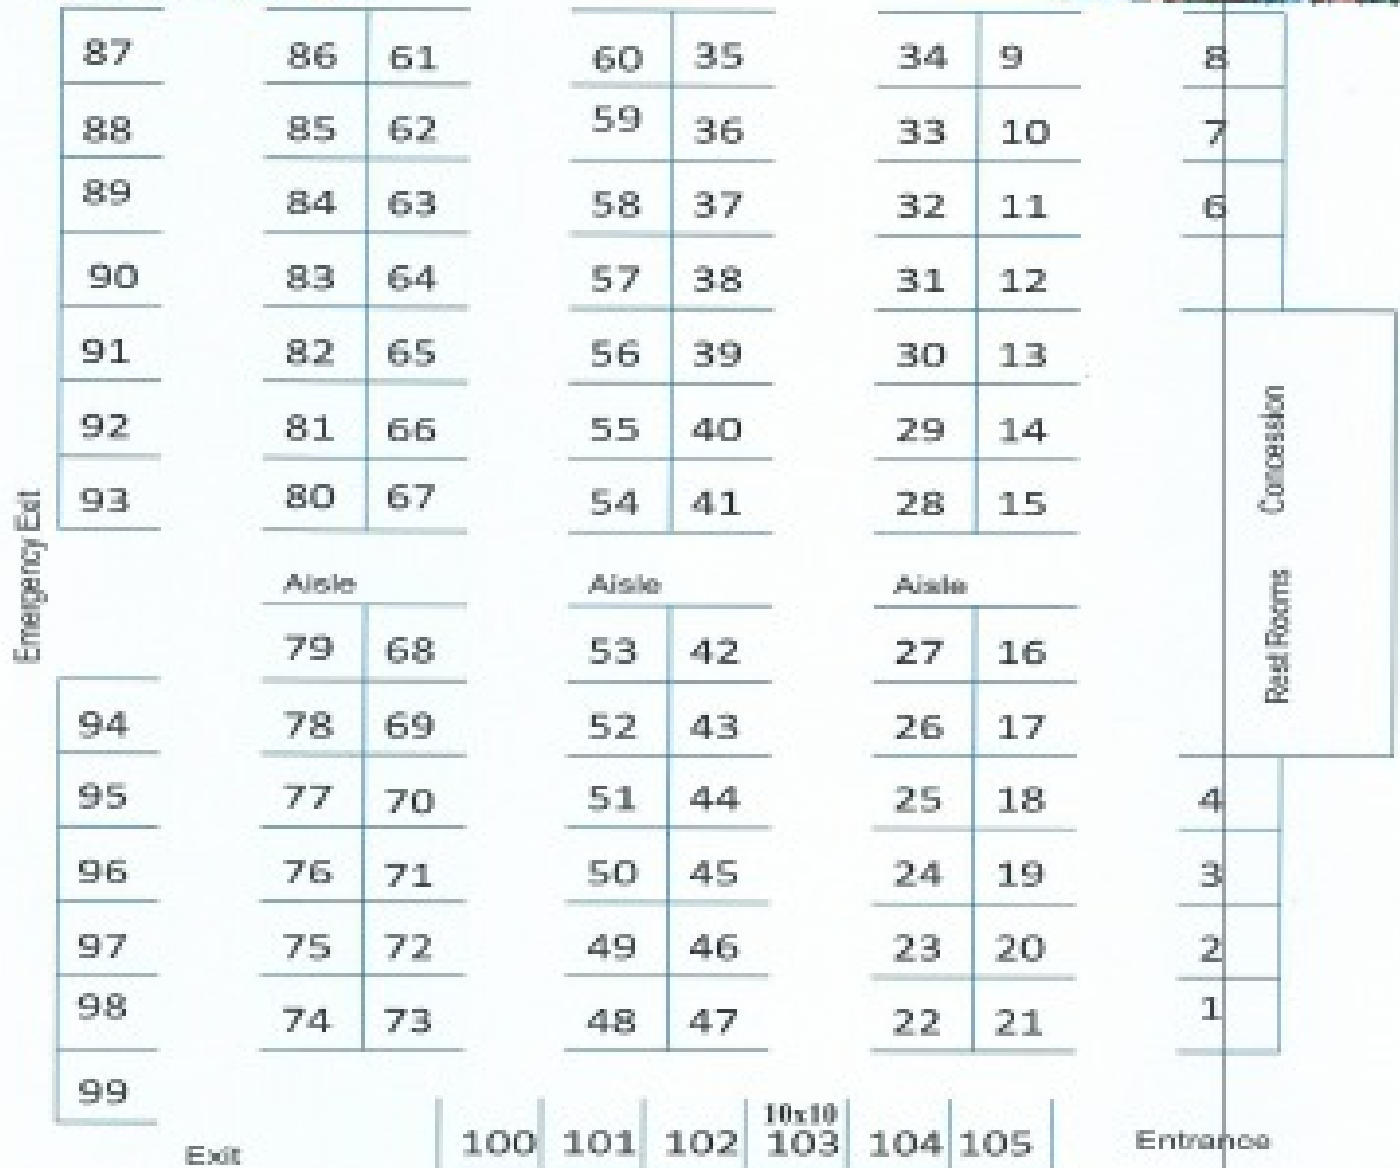 87 86 61 60 35 34 9 8
88 85 62 59 36 33 10 7
89 84 63 58 37 32 11 6
90 83 64 57 38 31 12
91 82 65 56 39 30 13
92 81 66 55 40 29 14
93 80 67 54 41 28 15
Concession
Emergency Exit
Aisle Aisle Aisle
Rest Rooms
79 68 53 42 27 16
94 78 69 52 43 26 17
95 77 70 51 44 25 18 4
96 76 71 50 45 24 19 3
97 75 72 49 46 23 20 2
98 74 73 48 47 22 21 1
99
10x10
100 101 102 103 104 105
Exit Entrance